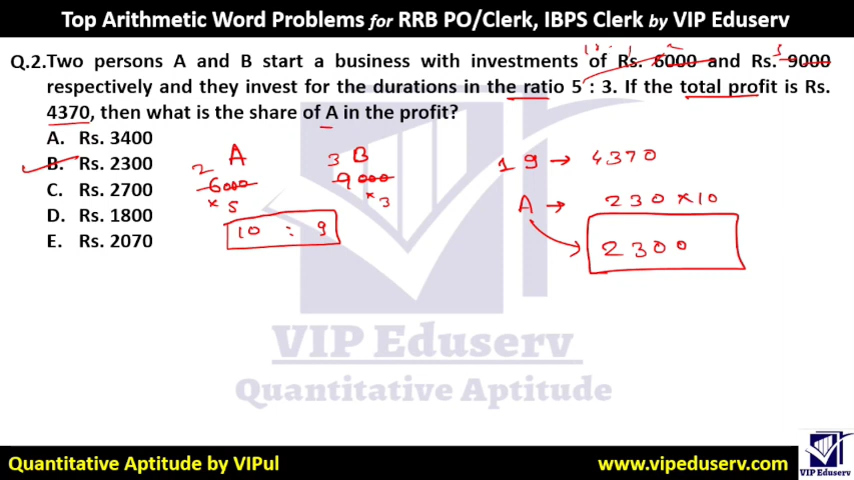 Top Arithmetic Word Problems for RRB PO/Clerk, IBPS Clerk by VIP Eduserv
Q.2.Two persons A and B start a business with investments of Rs. 6000 and Rs. 9000
respectively and they invest for the durations in the ratio 5 : 3. If the total profit is Rs.
4370, then what is the share of A in the profit?
A. Rs. 3400
B. Rs. 2300
C. Rs. 2700
D. Rs. 1800
E. Rs. 2070
A B
2 3
6000 9000
× 5 × 3
10 : 9
19 → 4370
A → 230 × 10
2300
VIP Eduserv
Quantitative Aptitude
Quantitative Aptitude by VIPul
www.vipeduserv.com
VIP Eduserv